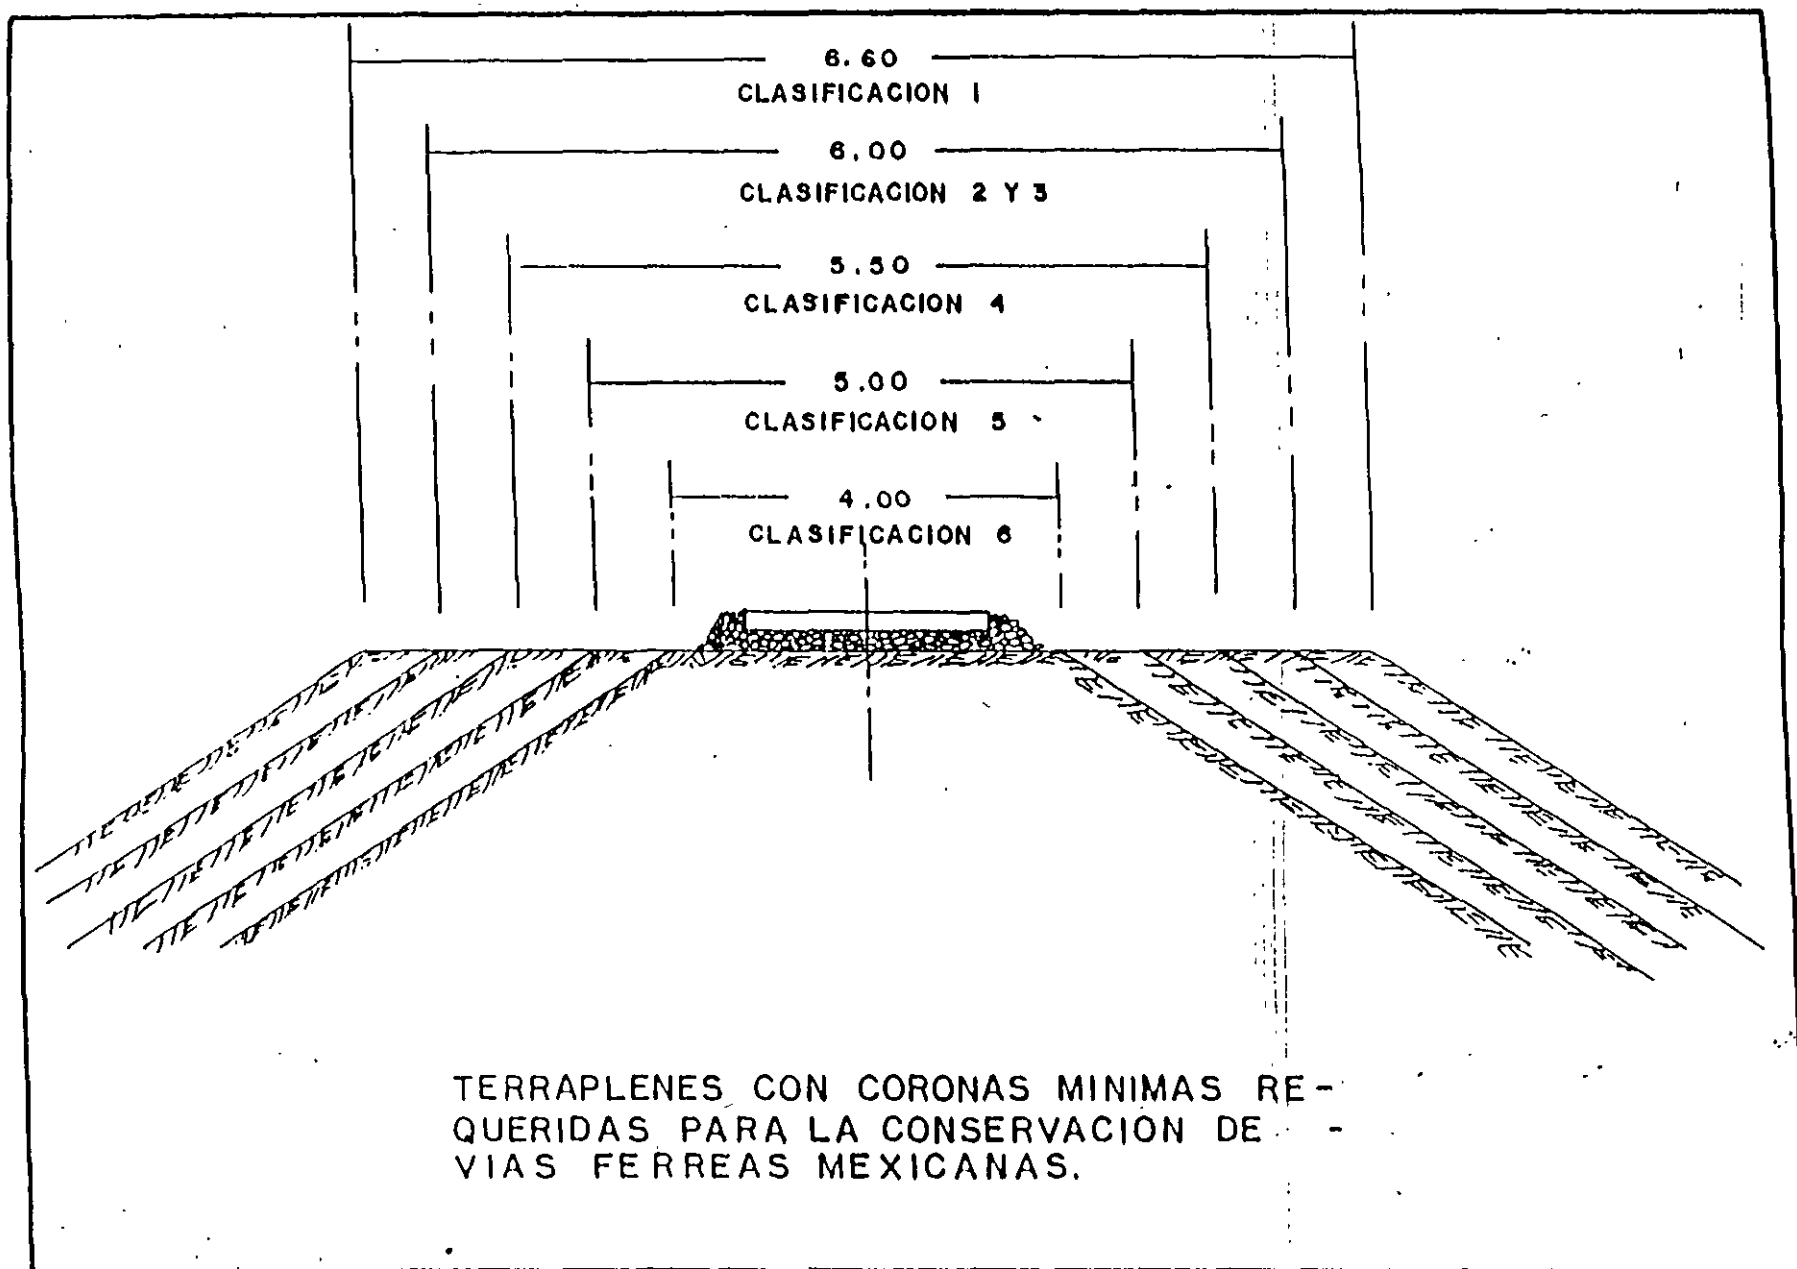 6.60
CLASIFICACION 1
6.00
CLASIFICACION 2 Y 3
5.50
CLASIFICACION 4
5.00
CLASIFICACION 5
4.00
CLASIFICACION 6
TERRAPLENES CON CORONAS MINIMAS RE-
QUERIDAS PARA LA CONSERVACION DE -
VIAS FERREAS MEXICANAS.